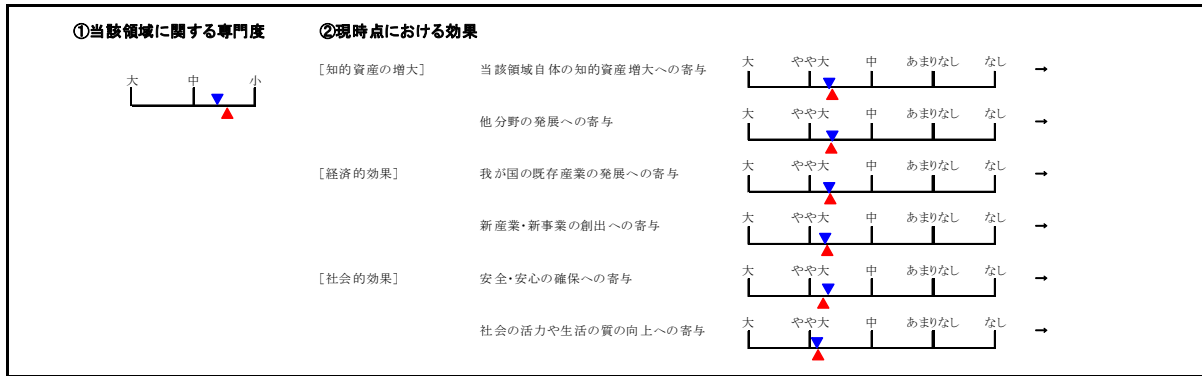 ①当該領域に関する専門度 ②現時点における効果
大 中 小
[知的資産の増大] 当該領域自体の知的資産増大への寄与 大 やや大 中 あまりなし なし →
他分野の発展への寄与 大 やや大 中 あまりなし なし →
[経済的効果] 我が国の既存産業の発展への寄与 大 やや大 中 あまりなし なし →
新産業・新事業の創出への寄与 大 やや大 中 あまりなし なし →
[社会的効果] 安全・安心の確保への寄与 大 やや大 中 あまりなし なし →
社会の活力や生活の質の向上への寄与 大 やや大 中 あまりなし なし →